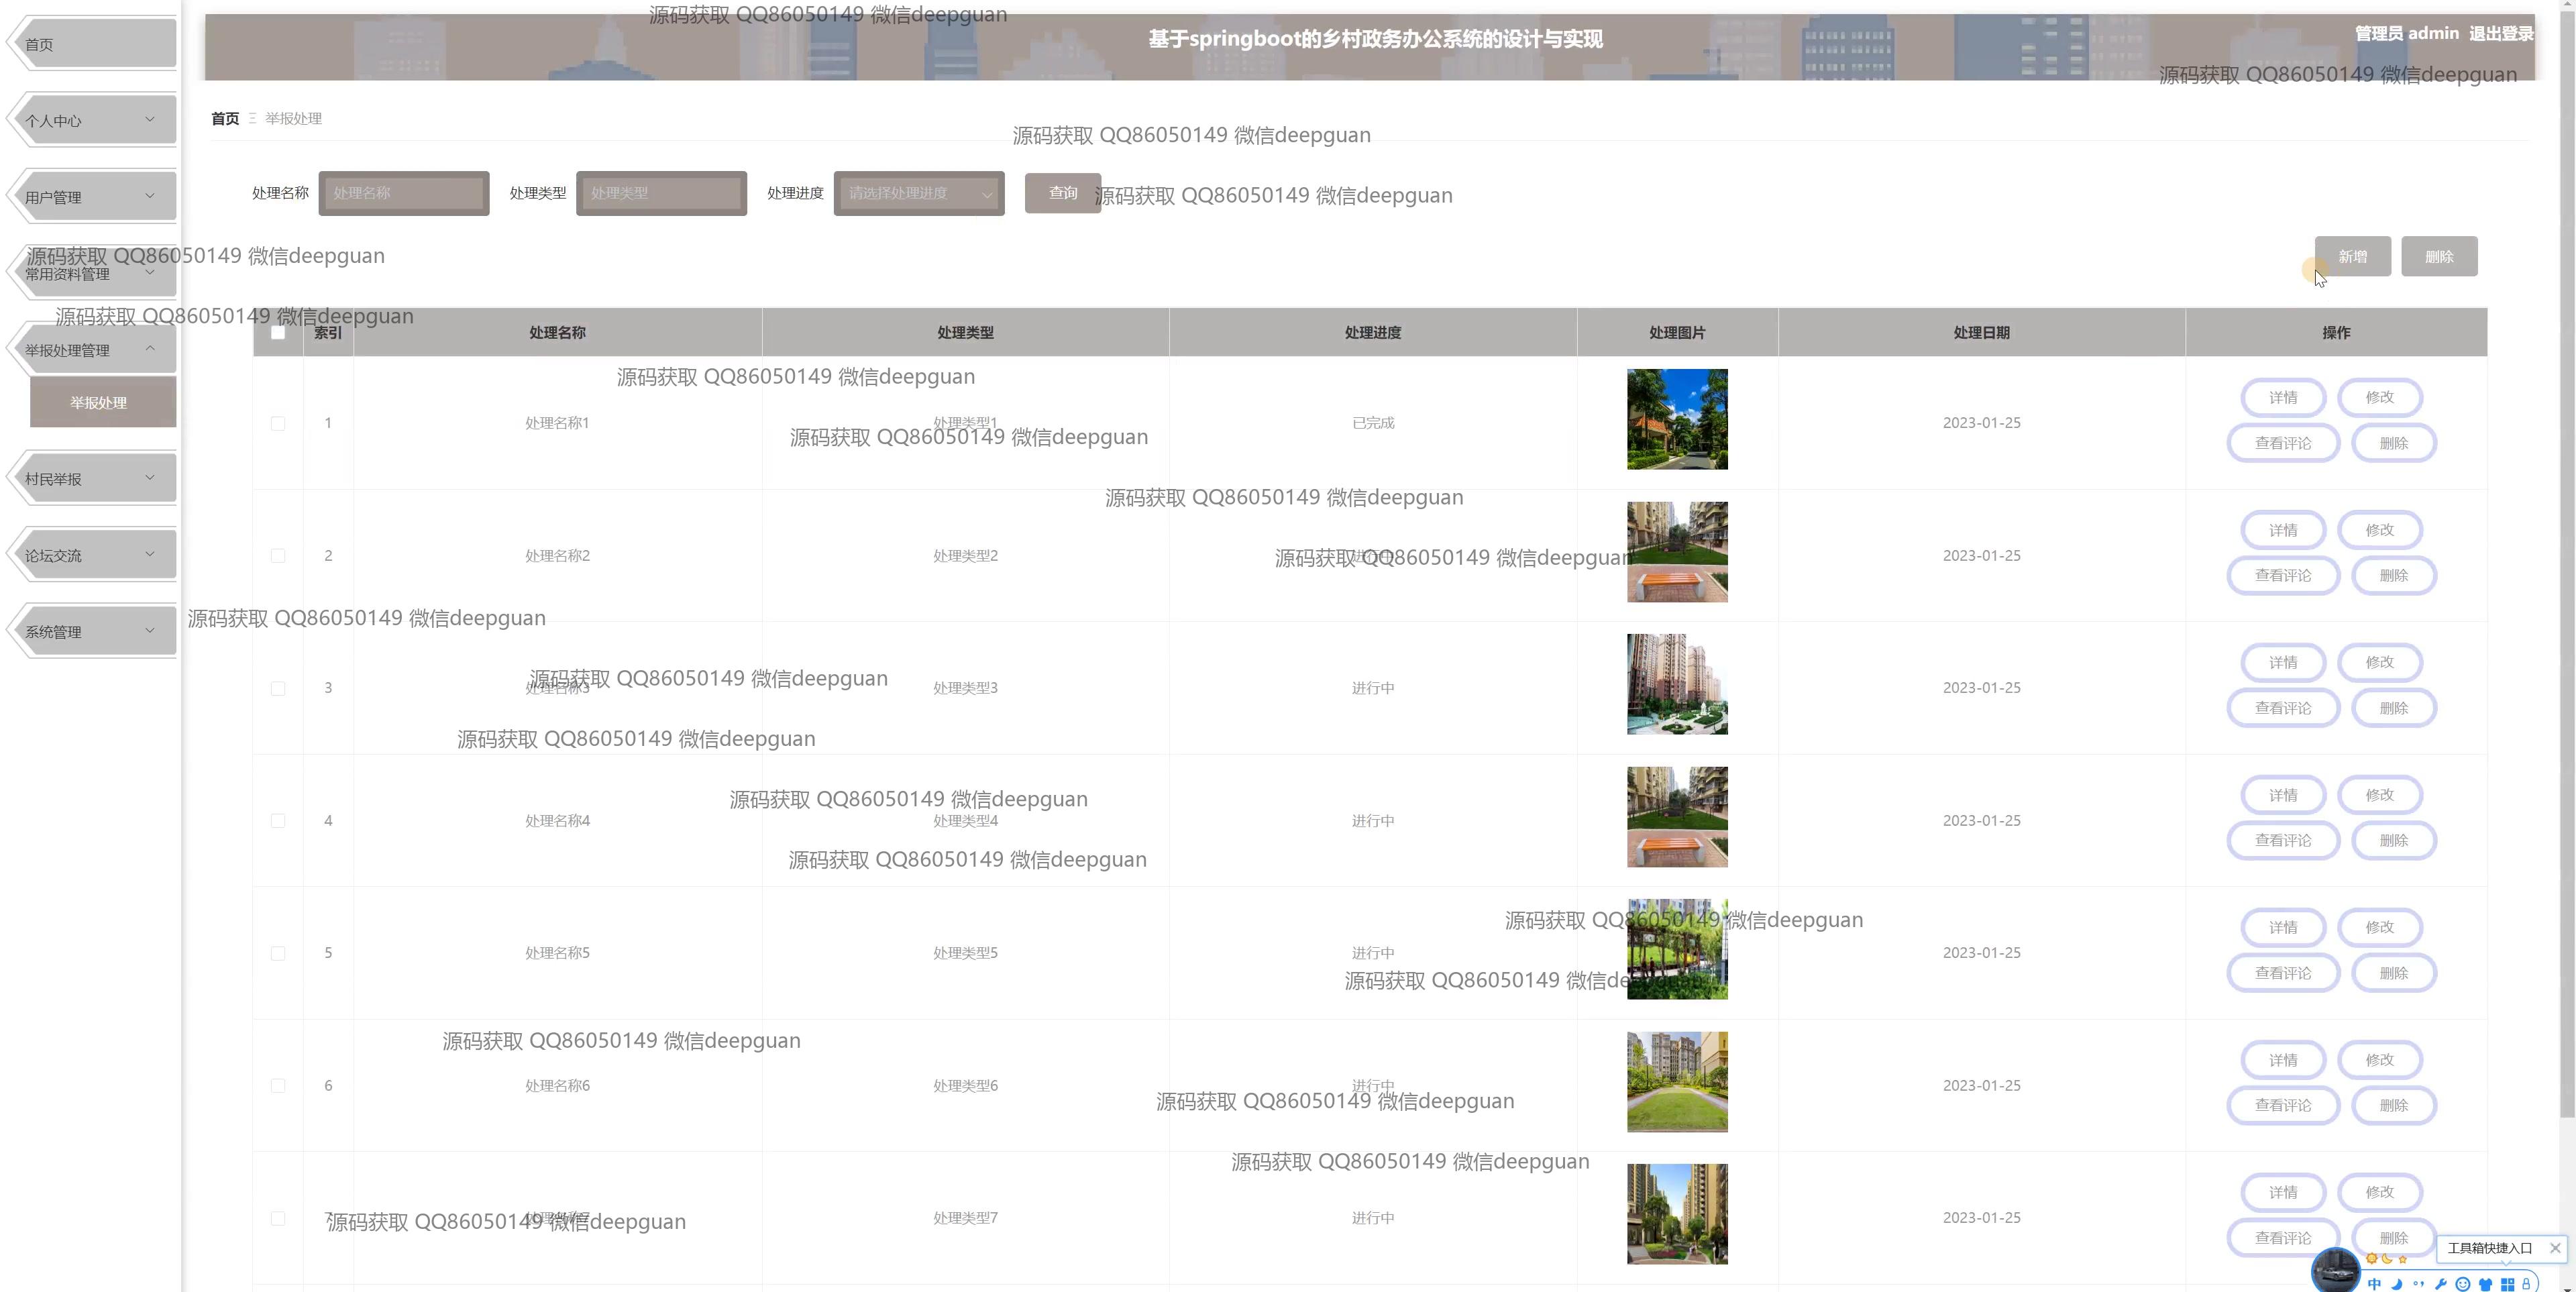 源码获取 QQ86050149 微信deepguan
基于springboot的乡村政务办公系统的设计与实现
管理员 admin 退出登录
源码获取 QQ86050149 微信deepguan
首页
个人中心
用户管理
常用资料管理
举报处理管理
举报处理
村民举报
论坛交流
系统管理
首页 Ξ 举报处理
源码获取 QQ86050149 微信deepguan
处理名称 处理名称 处理类型 处理类型 处理进度 请选择处理进度 查询
源码获取 QQ86050149 微信deepguan
源码获取 QQ86050149 微信deepguan
新增 删除
源码获取 QQ86050149 微信deepguan
索引 处理名称 处理类型 处理进度 处理图片 处理日期 操作
源码获取 QQ86050149 微信deepguan
1 处理名称1 处理类型1 已完成 2023-01-25 详情 修改
查看评论 删除
源码获取 QQ86050149 微信deepguan
源码获取 QQ86050149 微信deepguan
2 处理名称2 处理类型2 进行中 2023-01-25 详情 修改
查看评论 删除
源码获取 QQ86050149 微信deepguan
源码获取 QQ86050149 微信deepguan
源码获取 QQ86050149 微信deepguan
3 处理名称3 处理类型3 进行中 2023-01-25 详情 修改
查看评论 删除
源码获取 QQ86050149 微信deepguan
源码获取 QQ86050149 微信deepguan
4 处理名称4 处理类型4 进行中 2023-01-25 详情 修改
查看评论 删除
源码获取 QQ86050149 微信deepguan
源码获取 QQ86050149 微信deepguan
5 处理名称5 处理类型5 进行中 2023-01-25 详情 修改
查看评论 删除
源码获取 QQ86050149 微信deepguan
源码获取 QQ86050149 微信deepguan
6 处理名称6 处理类型6 进行中 2023-01-25 详情 修改
查看评论 删除
源码获取 QQ86050149 微信deepguan
源码获取 QQ86050149 微信deepguan
7 处理名称7 处理类型7 进行中 2023-01-25 详情 修改
查看评论 删除
源码获取 QQ86050149 微信deepguan
工具箱快捷入口
中